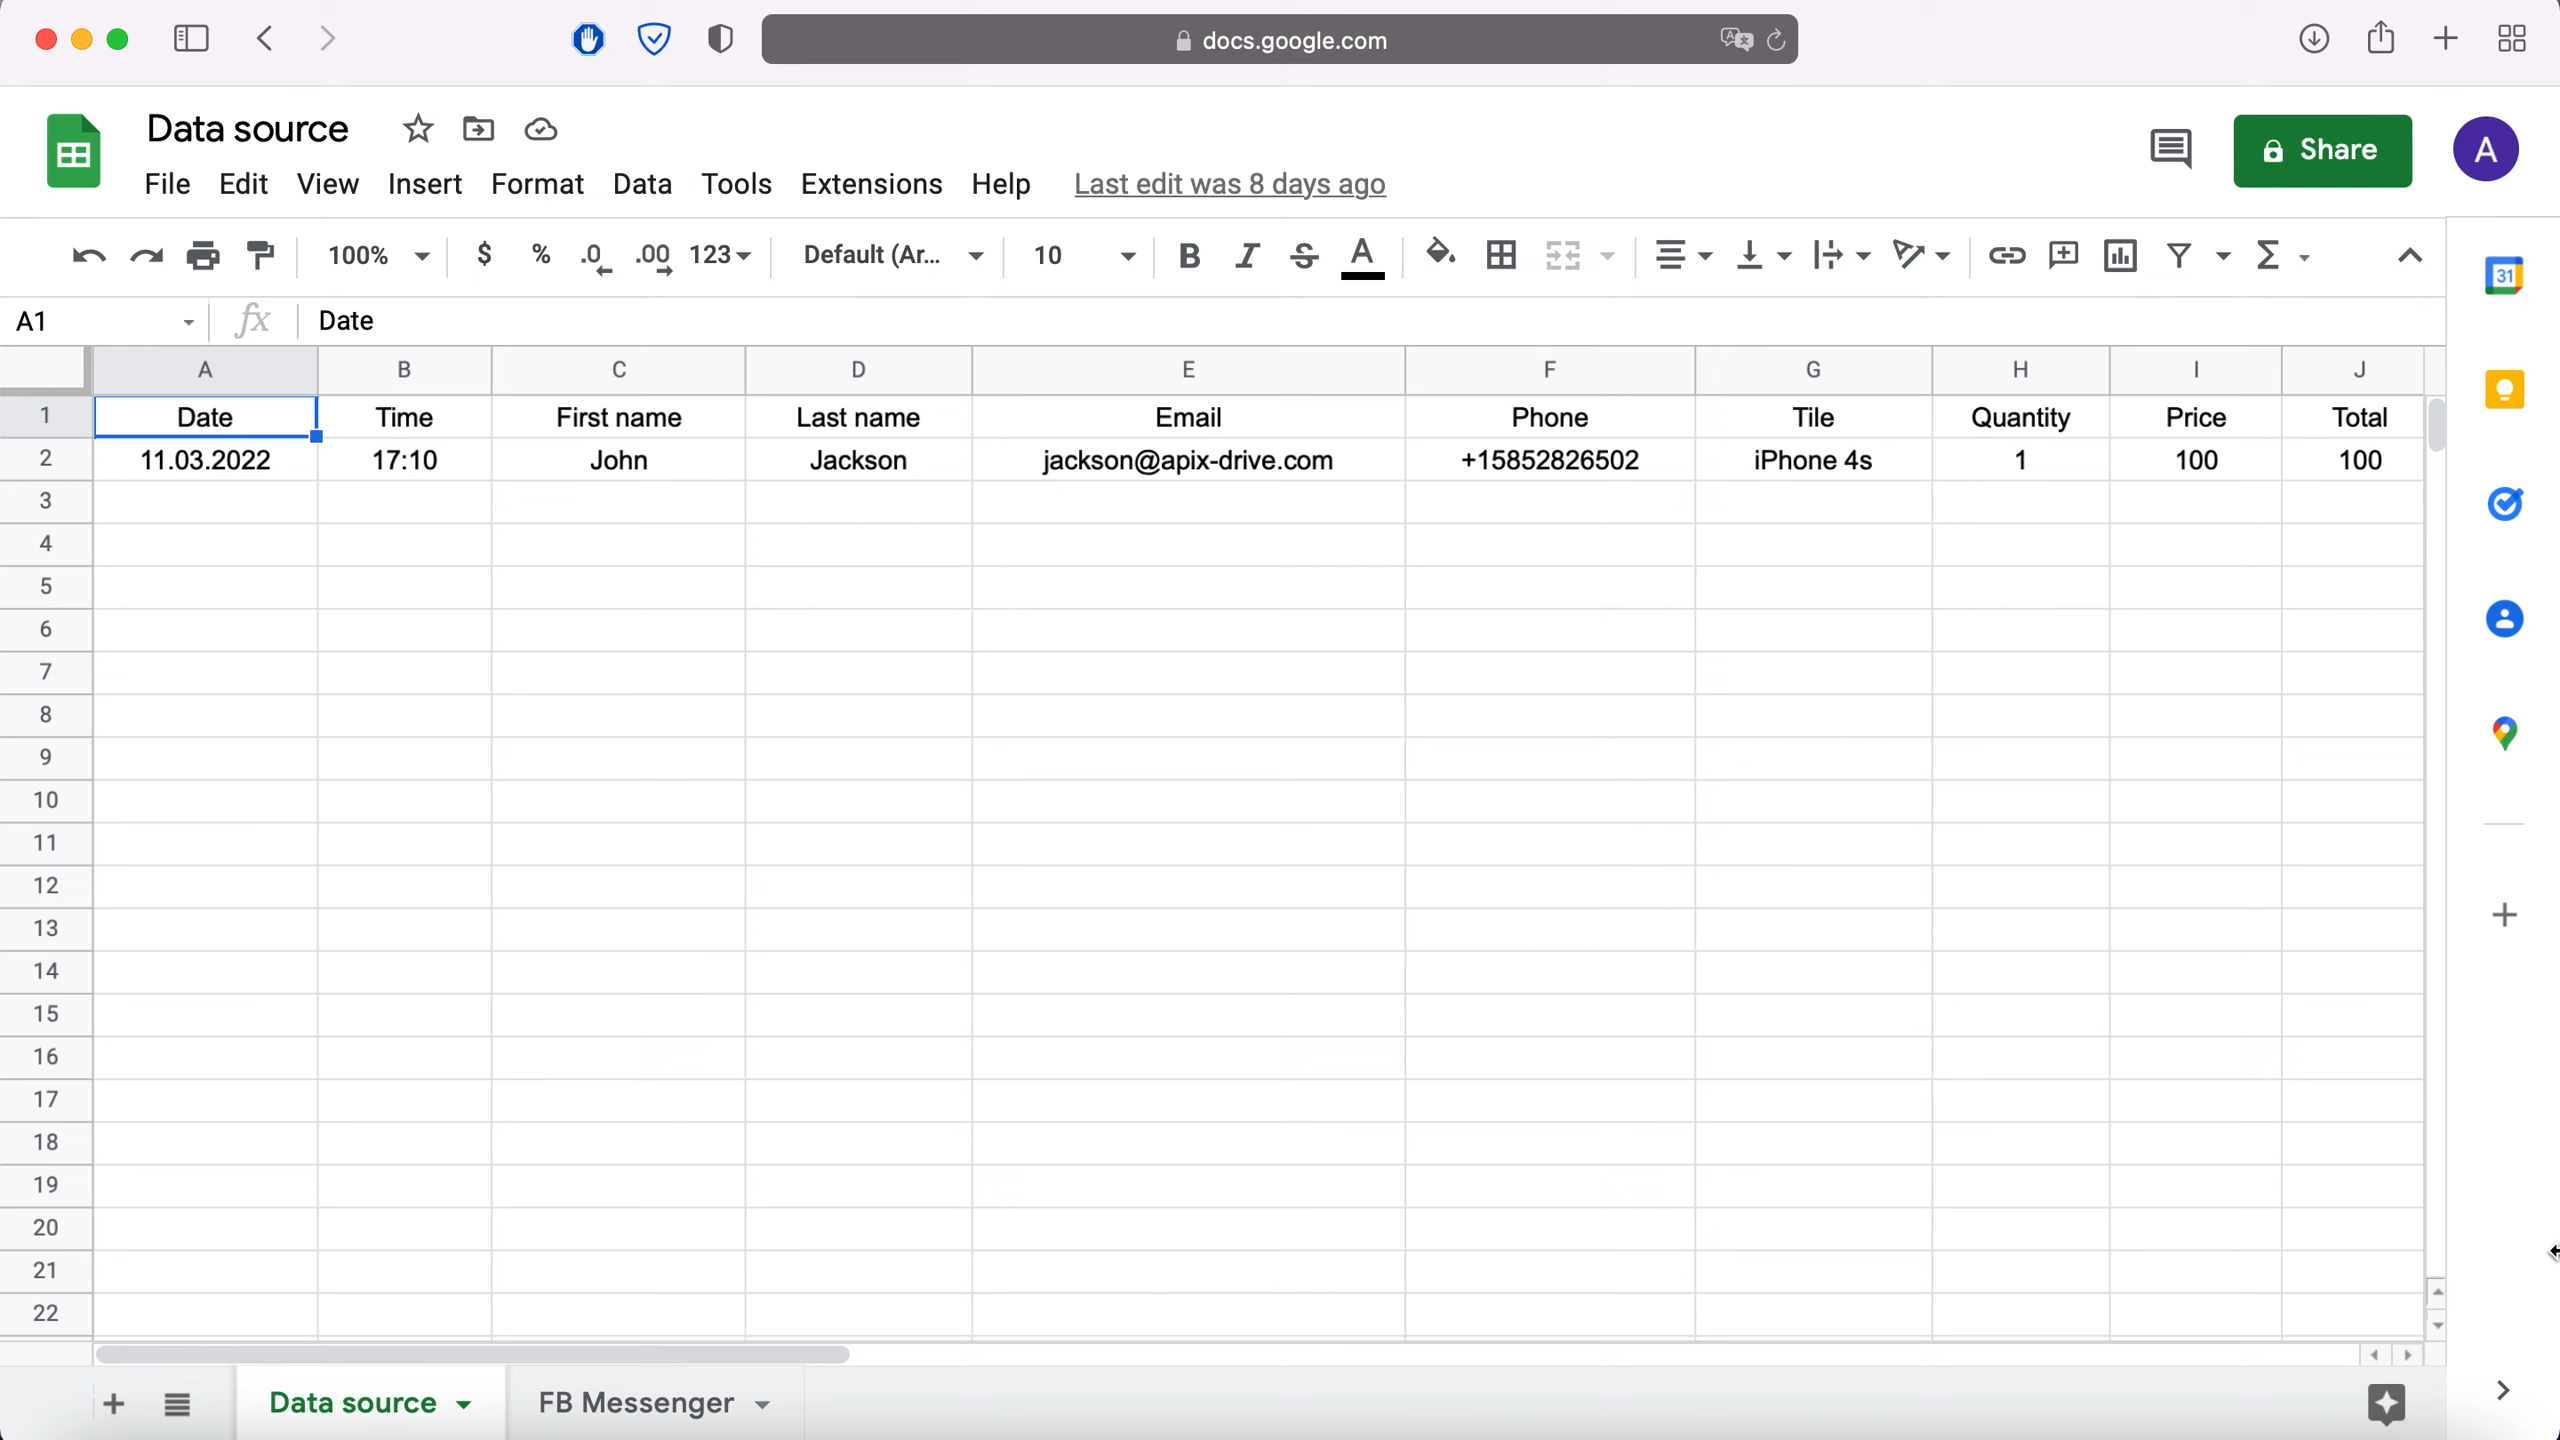 docs.google.com
Data source
File Edit View Insert Format Data Tools Extensions Help Last edit was 8 days ago
Share
A
100% $ % .0 .00 123 Default (Ar... 10 B I S A
31
A1 fx Date
A B C D E F G H I J
1 Date Time First name Last name Email Phone Tile Quantity Price Total
2 11.03.2022 17:10 John Jackson jackson@apix-drive.com +15852826502 iPhone 4s 1 100 100
3
4
5
6
7
8
9
10
11
12
13
14
15
16
17
18
19
20
21
22
Data source FB Messenger